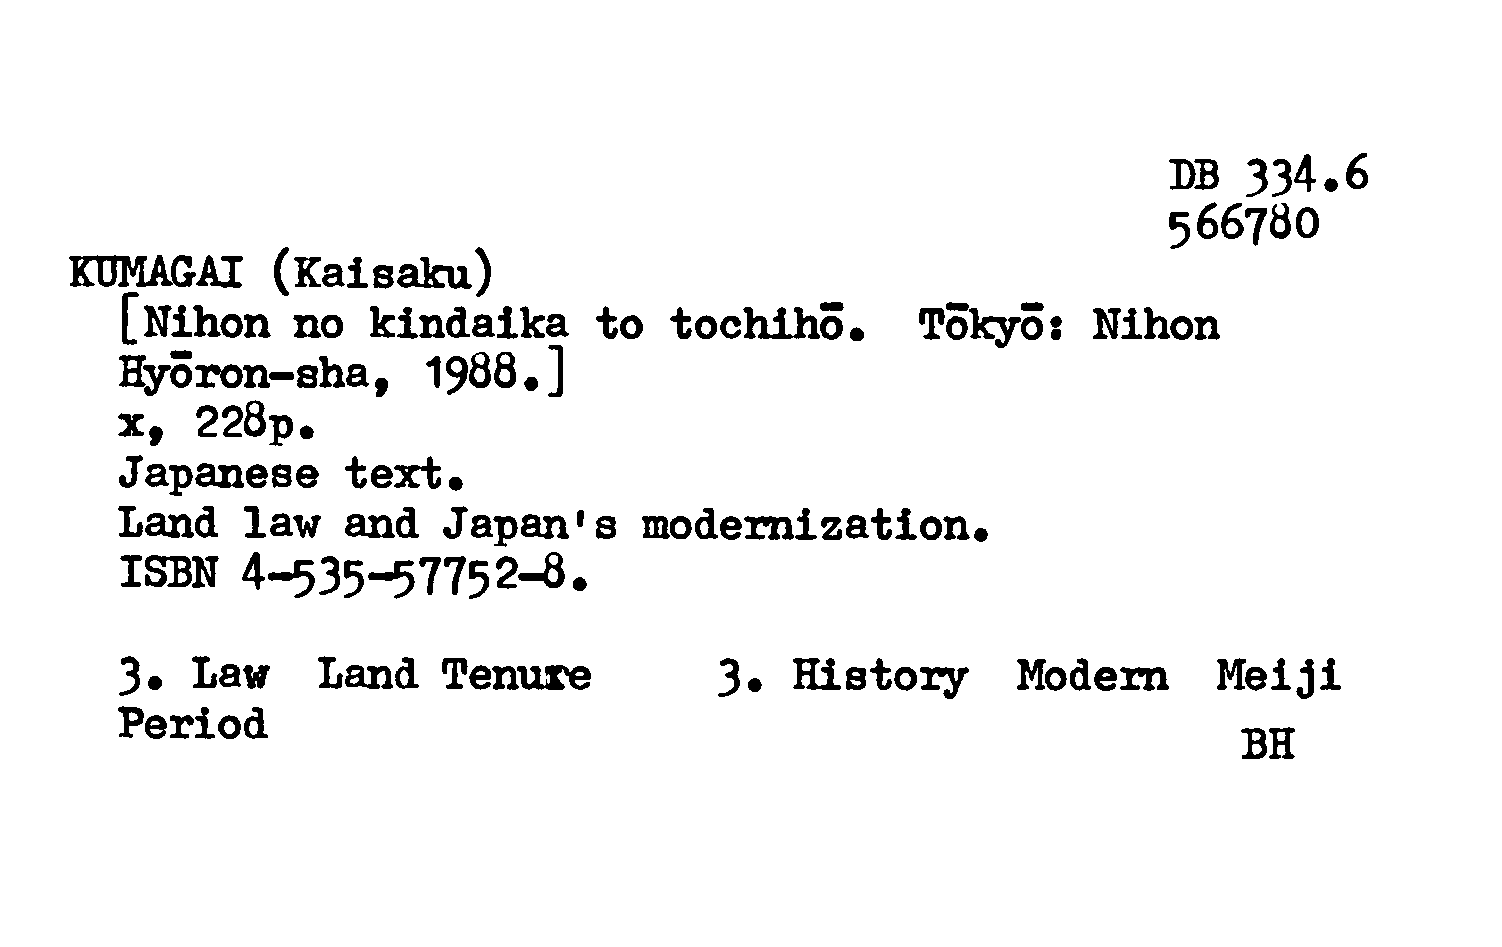 DB 334.6
566780
KUMAGAI (Kaisaku)
[Nihon no kindaika to tochihō. Tōkyō: Nihon
Hyōron-sha, 1988.]
x, 228p.
Japanese text.
Land law and Japan's modernization.
ISBN 4-535-57752-8.
3. Law Land Tenure 3. History Modern Meiji
Period
BH